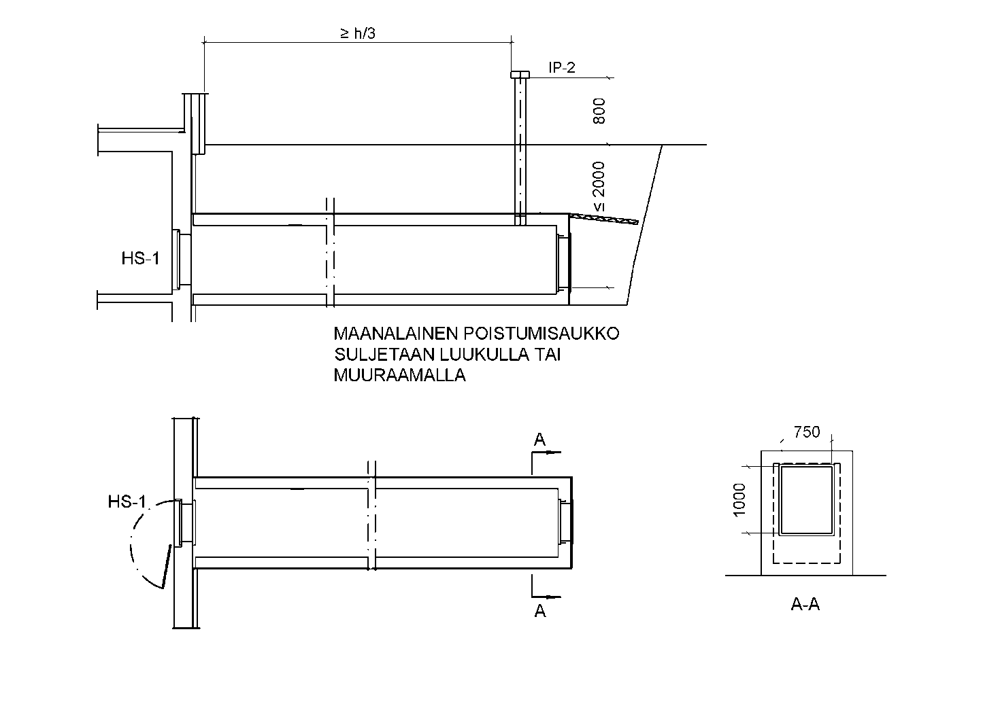 ≥ h/3
IP-2
800
≤ 2000
HS-1
MAANALAINEN POISTUMISAUKKO
SULJETAAN LUUKULLA TAI
MUURAAMALLA
A
750
HS-1
1000
A
A-A